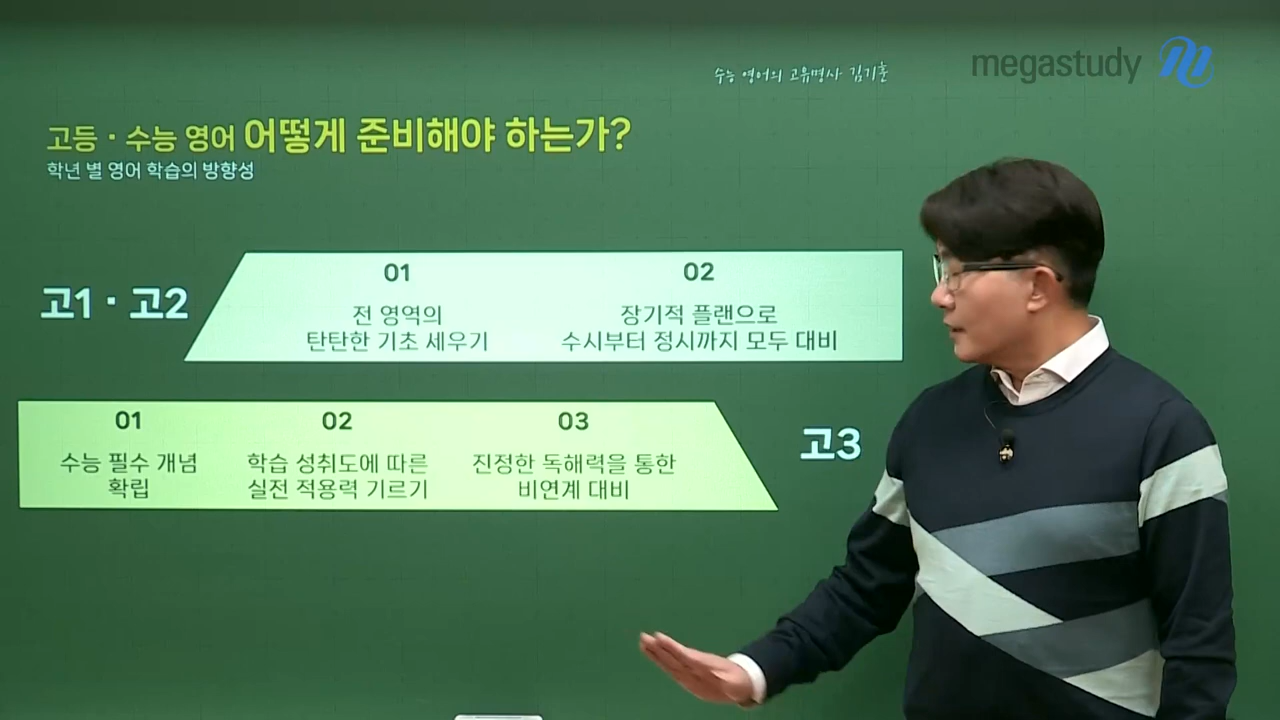 megastudy
수능 영어의 고유명사 김기훈
고등·수능 영어 어떻게 준비해야 하는가?
학년 별 영어 학습의 방향성
고1·고2
01
전 영역의
탄탄한 기초 세우기
02
장기적 플랜으로
수시부터 정시까지 모두 대비
01
수능 필수 개념
확립
02
학습 성취도에 따른
실전 적용력 기르기
03
진정한 독해력을 통한
비연계 대비
고3